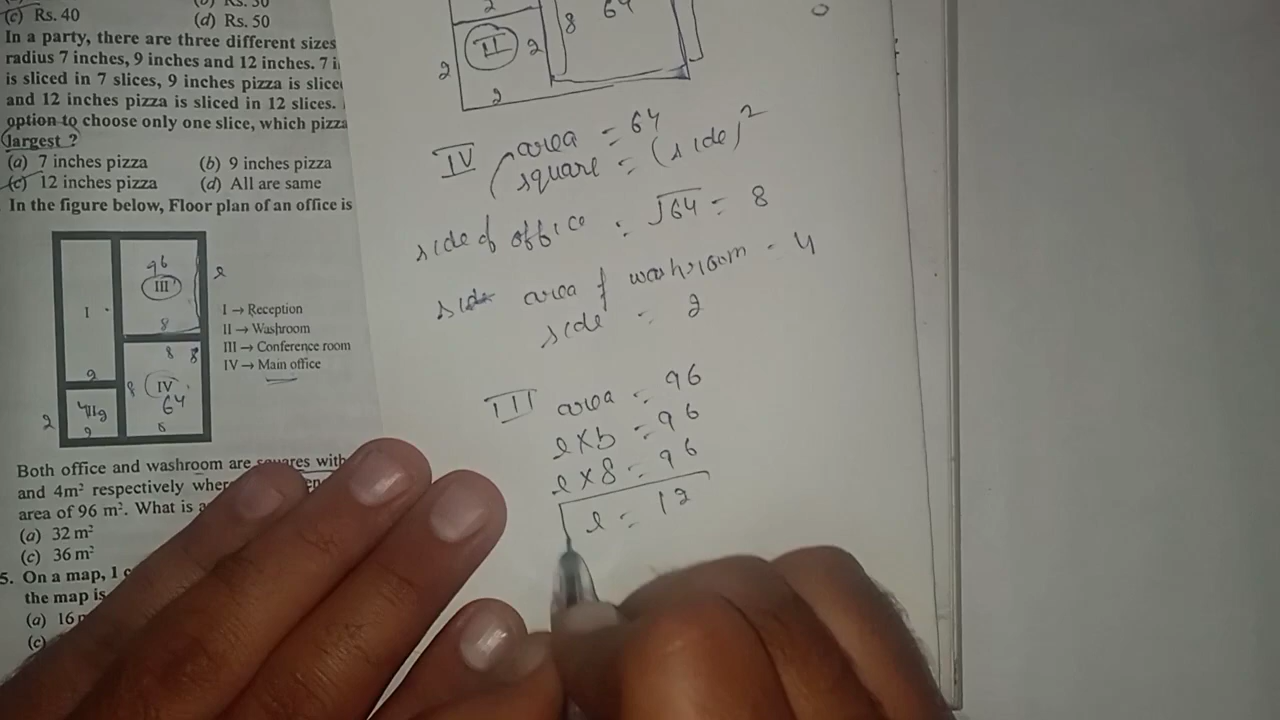 (c) Rs. 40
(d) Rs. 50
In a party, there are three different sizes
radius 7 inches, 9 inches and 12 inches. 7 i
is sliced in 7 slices, 9 inches pizza is slice
and 12 inches pizza is sliced in 12 slices.
option to choose only one slice, which pizza
largest ?
(a) 7 inches pizza (b) 9 inches pizza
(c) 12 inches pizza (d) All are same
In the figure below, Floor plan of an office is
96
III
l
I
8
I → Reception
II → Washroom
III → Conference room
IV → Main office
2
8 8
8 IV
64
8
2
2
Both office and washroom are squares with
and 4m² respectively
area of 96 m². What is
(a) 32 m²
(c) 36 m²
5. On a map, 1
the map is
(a) 16
(c)
2
II 2
2
2
8 64
IV area = 64
square = (side)²
side of office = √64 = 8
area of washroom = 4
side = 2
III area = 96
l×b = 96
l×8 = 96
l = 12